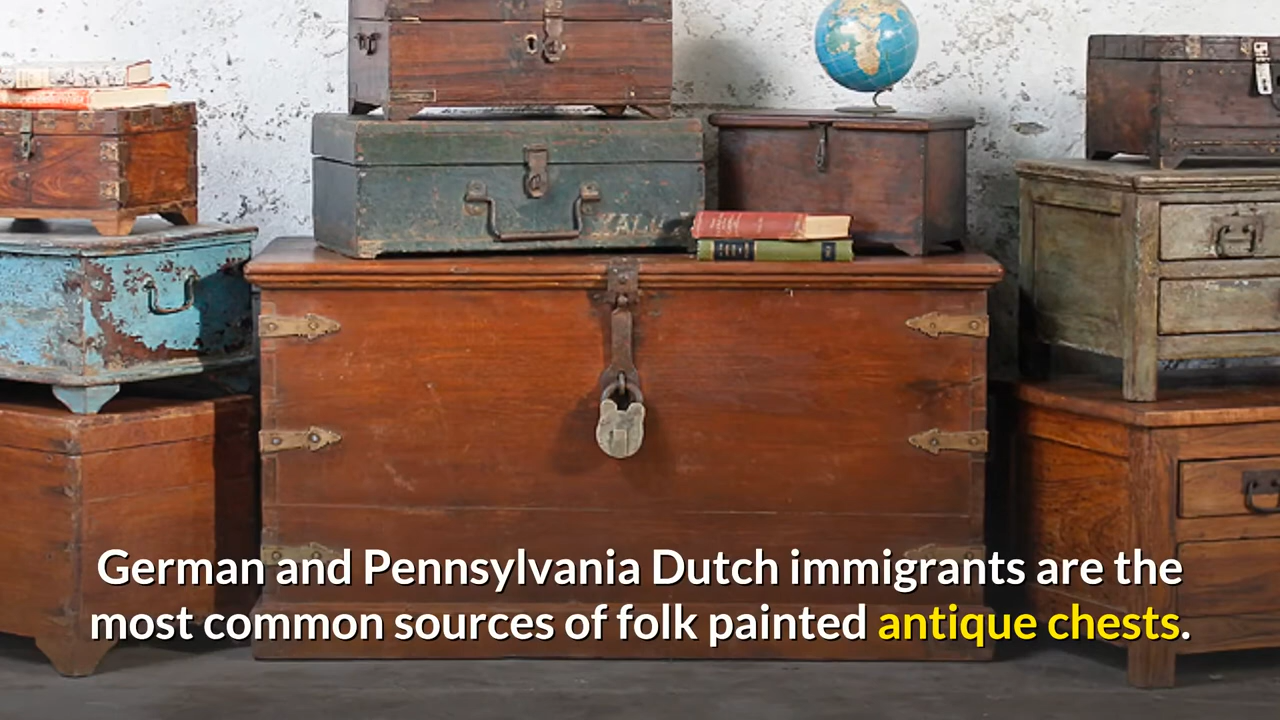 German and Pennsylvania Dutch immigrants are the
most common sources of folk painted antique chests.